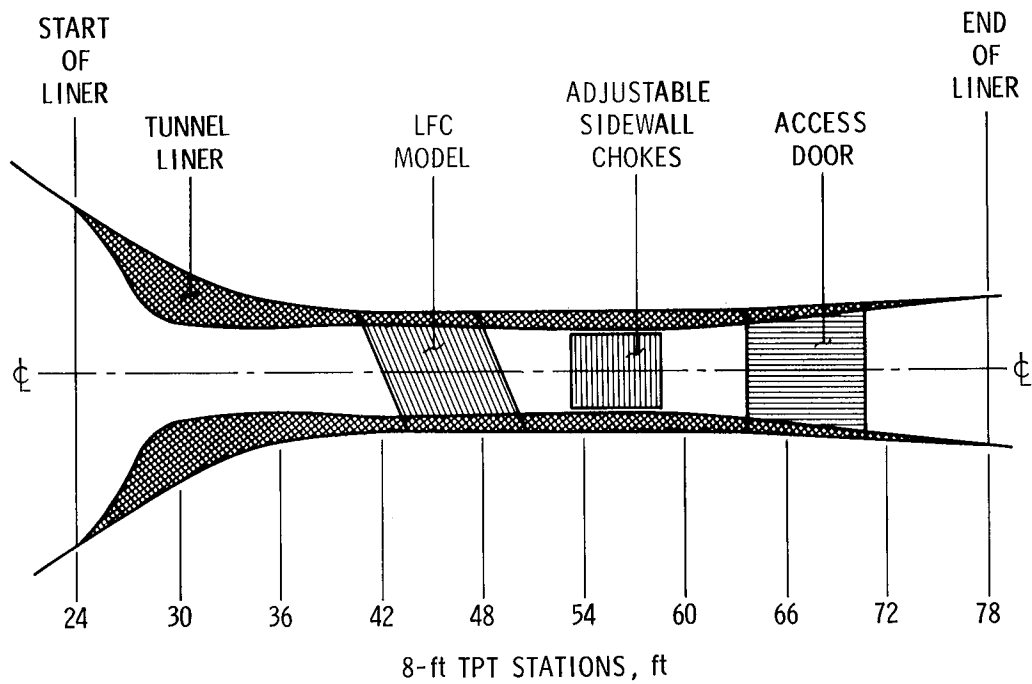 START
OF
LINER
TUNNEL
LINER
LFC
MODEL
ADJUSTABLE
SIDEWALL
CHOKES
ACCESS
DOOR
END
OF
LINER
℄ ℄
24 30 36 42 48 54 60 66 72 78
8-ft TPT STATIONS, ft